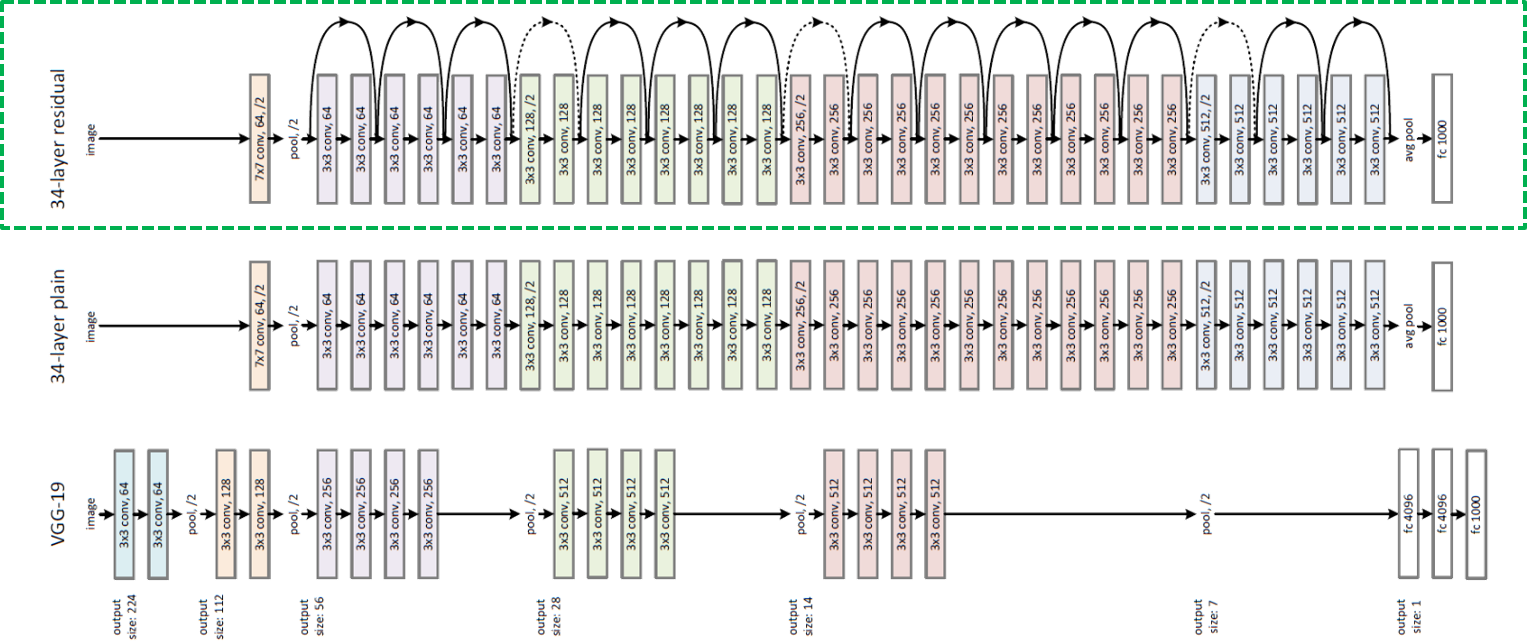 34-layer residual
image
7x7 conv, 64, /2
pool, /2
3x3 conv, 64
3x3 conv, 64
3x3 conv, 64
3x3 conv, 64
3x3 conv, 64
3x3 conv, 64
3x3 conv, 128, /2
3x3 conv, 128
3x3 conv, 128
3x3 conv, 128
3x3 conv, 128
3x3 conv, 128
3x3 conv, 128
3x3 conv, 128
3x3 conv, 256, /2
3x3 conv, 256
3x3 conv, 256
3x3 conv, 256
3x3 conv, 256
3x3 conv, 256
3x3 conv, 256
3x3 conv, 256
3x3 conv, 256
3x3 conv, 256
3x3 conv, 256
3x3 conv, 256
3x3 conv, 512, /2
3x3 conv, 512
3x3 conv, 512
3x3 conv, 512
3x3 conv, 512
3x3 conv, 512
avg pool
fc 1000
34-layer plain
image
7x7 conv, 64, /2
pool, /2
3x3 conv, 64
3x3 conv, 64
3x3 conv, 64
3x3 conv, 64
3x3 conv, 64
3x3 conv, 64
3x3 conv, 128, /2
3x3 conv, 128
3x3 conv, 128
3x3 conv, 128
3x3 conv, 128
3x3 conv, 128
3x3 conv, 128
3x3 conv, 128
3x3 conv, 256, /2
3x3 conv, 256
3x3 conv, 256
3x3 conv, 256
3x3 conv, 256
3x3 conv, 256
3x3 conv, 256
3x3 conv, 256
3x3 conv, 256
3x3 conv, 256
3x3 conv, 256
3x3 conv, 256
3x3 conv, 512, /2
3x3 conv, 512
3x3 conv, 512
3x3 conv, 512
3x3 conv, 512
3x3 conv, 512
avg pool
fc 1000
VGG-19
image
3x3 conv, 64
3x3 conv, 64
pool, /2
3x3 conv, 128
3x3 conv, 128
pool, /2
3x3 conv, 256
3x3 conv, 256
3x3 conv, 256
3x3 conv, 256
pool, /2
3x3 conv, 512
3x3 conv, 512
3x3 conv, 512
3x3 conv, 512
pool, /2
3x3 conv, 512
3x3 conv, 512
3x3 conv, 512
3x3 conv, 512
pool, /2
fc 4096
fc 4096
fc 1000
output
size: 224
output
size: 112
output
size: 56
output
size: 28
output
size: 14
output
size: 7
output
size: 1